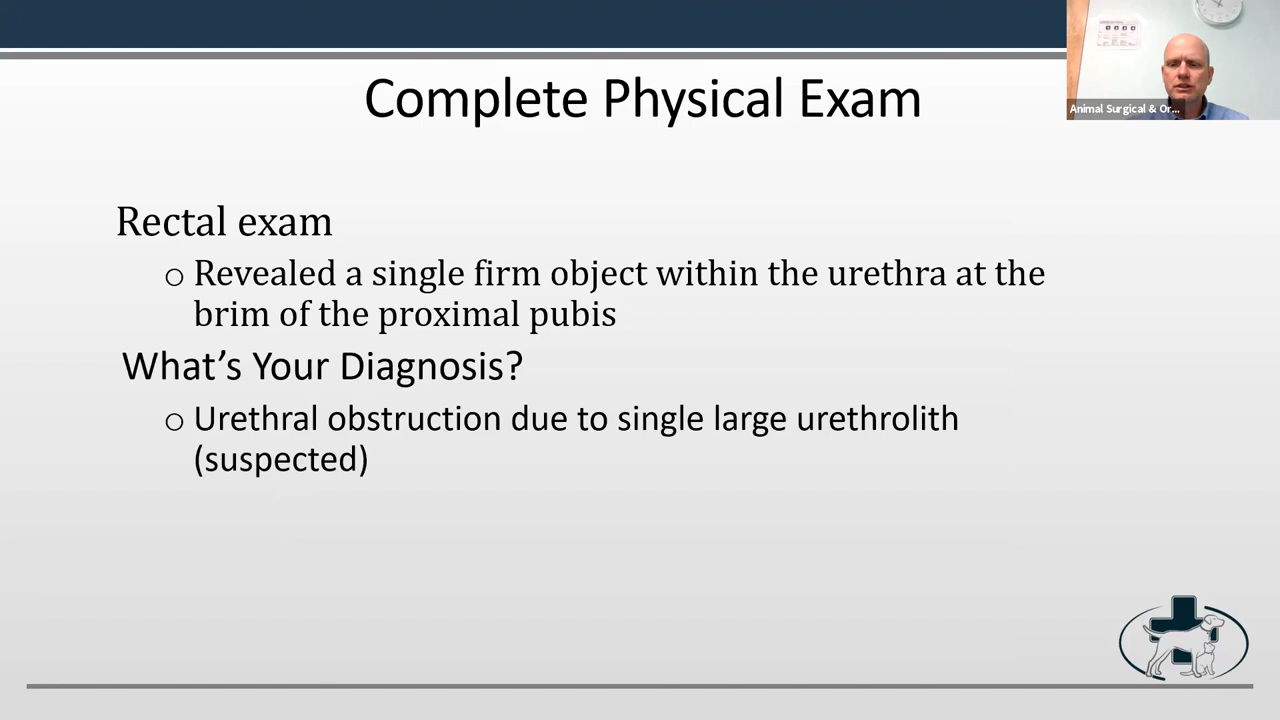 Complete Physical Exam
Animal Surgical & Or...
Rectal exam
Revealed a single firm object within the urethra at the
brim of the proximal pubis
What's Your Diagnosis?
Urethral obstruction due to single large urethrolith
(suspected)